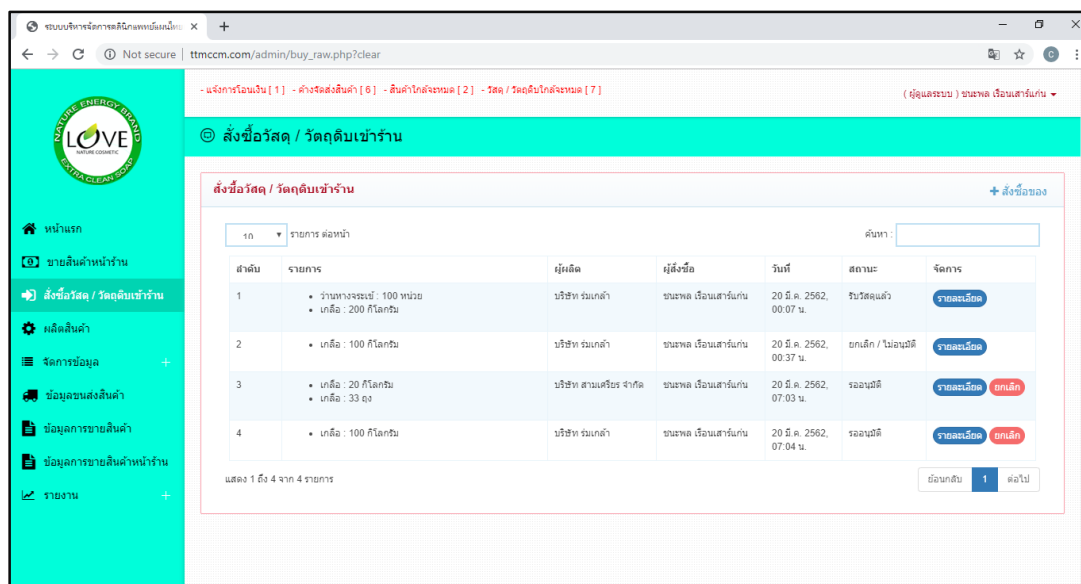 ระบบบริหารจัดการคลินิกแพทย์แผนไทย
Not secure | ttmccm.com/admin/buy_raw.php?clear
C
- แจ้งการโอนเงิน [ 1 ] - ค้างจัดส่งสินค้า [ 6 ] - สินค้าใกล้จะหมด [ 2 ] - วัสดุ / วัตถุดิบใกล้จะหมด [ 7 ]
( ผู้ดูแลระบบ ) ชนะพล เรือนเสาร์แก่น
NATURE ENERGY BRAND
LOVE
NATURE COSMETIC
EXTRA CLEAN SOAP
สั่งซื้อวัสดุ / วัตถุดิบเข้าร้าน
สั่งซื้อวัสดุ / วัตถุดิบเข้าร้าน
+ สั่งซื้อของ
หน้าแรก
ขายสินค้าหน้าร้าน
สั่งซื้อวัสดุ / วัตถุดิบเข้าร้าน
ผลิตสินค้า
จัดการข้อมูล +
ข้อมูลขนส่งสินค้า
ข้อมูลการขายสินค้า
ข้อมูลการขายสินค้าหน้าร้าน
รายงาน +
10 รายการ ต่อหน้า
ค้นหา :
ลำดับ รายการ ผู้ผลิต ผู้สั่งซื้อ วันที่ สถานะ จัดการ
1 • ว่านหางจระเข้ : 100 หน่วย บริษัท ร่มเกล้า ชนะพล เรือนเสาร์แก่น 20 มี.ค. 2562, รับวัสดุแล้ว รายละเอียด
• เกลือ : 200 กิโลกรัม 00:07 น.
2 • เกลือ : 100 กิโลกรัม บริษัท ร่มเกล้า ชนะพล เรือนเสาร์แก่น 20 มี.ค. 2562, ยกเลิก / ไม่อนุมัติ รายละเอียด
00:37 น.
3 • เกลือ : 20 กิโลกรัม บริษัท สามเศรียร จำกัด ชนะพล เรือนเสาร์แก่น 20 มี.ค. 2562, รออนุมัติ รายละเอียด ยกเลิก
• เกลือ : 33 ถุง 07:03 น.
4 • เกลือ : 100 กิโลกรัม บริษัท ร่มเกล้า ชนะพล เรือนเสาร์แก่น 20 มี.ค. 2562, รออนุมัติ รายละเอียด ยกเลิก
07:04 น.
แสดง 1 ถึง 4 จาก 4 รายการ
ย้อนกลับ 1 ต่อไป